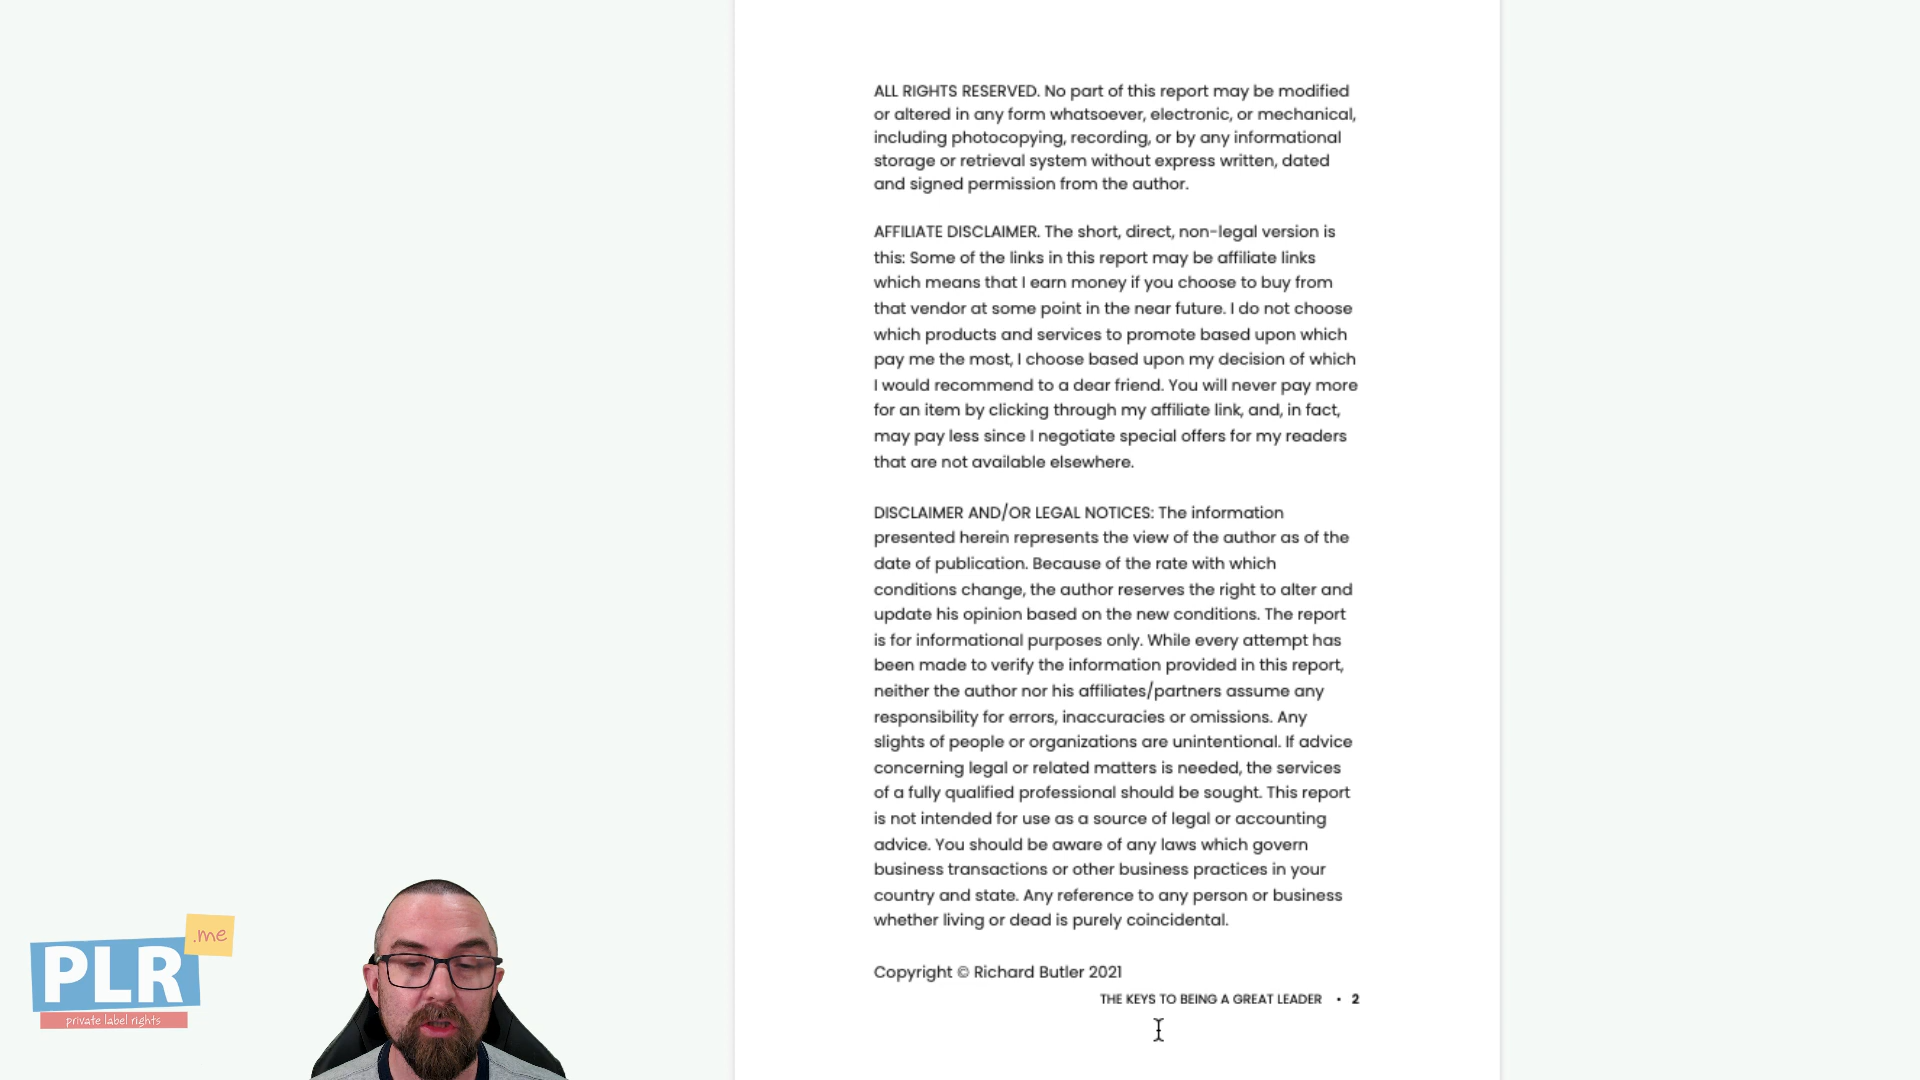 ALL RIGHTS RESERVED. No part of this report may be modified
or altered in any form whatsoever, electronic, or mechanical,
including photocopying, recording, or by any informational
storage or retrieval system without express written, dated
and signed permission from the author.
AFFILIATE DISCLAIMER. The short, direct, non-legal version is
this: Some of the links in this report may be affiliate links
which means that I earn money if you choose to buy from
that vendor at some point in the near future. I do not choose
which products and services to promote based upon which
pay me the most, I choose based upon my decision of which
I would recommend to a dear friend. You will never pay more
for an item by clicking through my affiliate link, and, in fact,
may pay less since I negotiate special offers for my readers
that are not available elsewhere.
DISCLAIMER AND/OR LEGAL NOTICES: The information
presented herein represents the view of the author as of the
date of publication. Because of the rate with which
conditions change, the author reserves the right to alter and
update his opinion based on the new conditions. The report
is for informational purposes only. While every attempt has
been made to verify the information provided in this report,
neither the author nor his affiliates/partners assume any
responsibility for errors, inaccuracies or omissions. Any
slights of people or organizations are unintentional. If advice
concerning legal or related matters is needed, the services
of a fully qualified professional should be sought. This report
is not intended for use as a source of legal or accounting
advice. You should be aware of any laws which govern
business transactions or other business practices in your
country and state. Any reference to any person or business
whether living or dead is purely coincidental.
Copyright © Richard Butler 2021
THE KEYS TO BEING A GREAT LEADER • 2
.me
PLR
private label rights